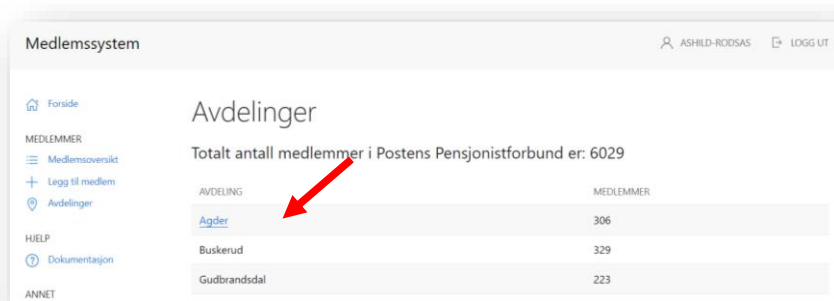 Medlemssystem
ASHILD-RODSAS LOGG UT
Forside
MEDLEMMER
Medlemsoversikt
Legg til medlem
Avdelinger
HJELP
Dokumentasjon
ANNET
Avdelinger
Totalt antall medlemmer i Postens Pensjonistforbund er: 6029
AVDELING MEDLEMMER
Agder 306
Buskerud 329
Gudbrandsdal 223